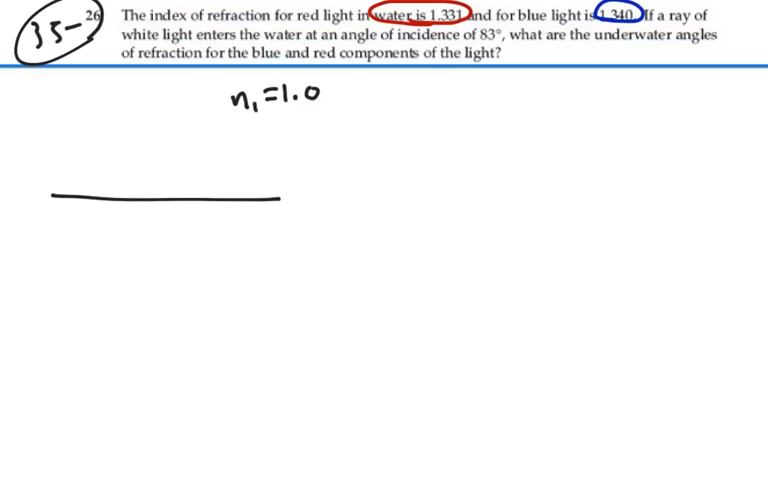 35-26 The index of refraction for red light in water is 1.331 and for blue light is 1.340. If a ray of
white light enters the water at an angle of incidence of 83°, what are the underwater angles
of refraction for the blue and red components of the light?
n₁=1.0